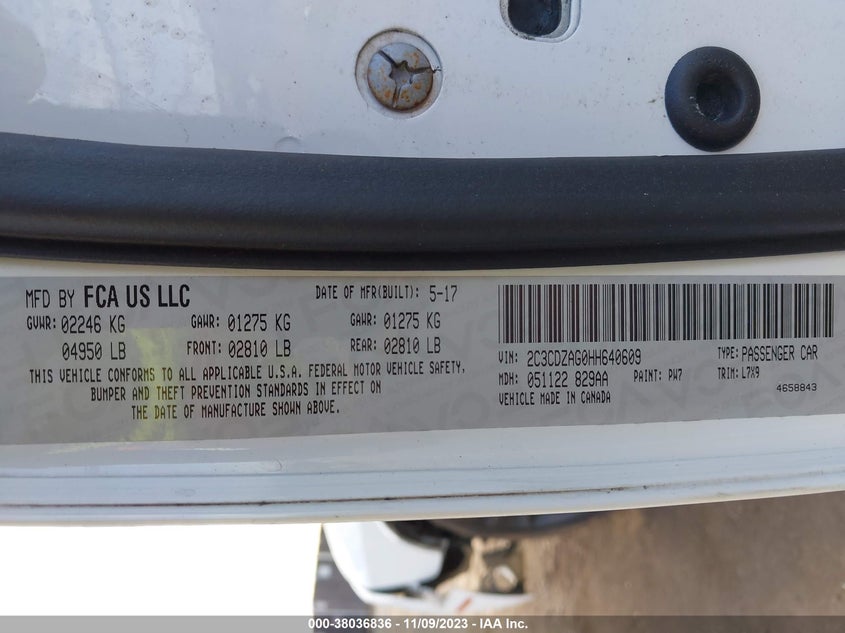 MFD BY FCA US LLC DATE OF MFR(BUILT): 5-17
GVWR: 02246 KG GAWR: 01275 KG GAWR: 01275 KG
04950 LB FRONT: 02810 LB REAR: 02810 LB
THIS VEHICLE CONFORMS TO ALL APPLICABLE U.S.A. FEDERAL MOTOR VEHICLE SAFETY,
BUMPER AND THEFT PREVENTION STANDARDS IN EFFECT ON
THE DATE OF MANUFACTURE SHOWN ABOVE.
VIN: 2C3CDZAG0HH640609 TYPE: PASSENGER CAR
MDH: 051122 829AA PAINT: PW7 TRIM: L7X9
VEHICLE MADE IN CANADA 4658843
000-38036836 - 11/09/2023 - IAA Inc.